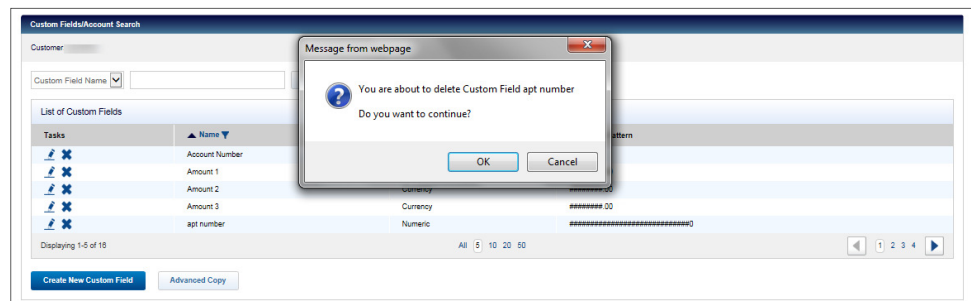 Custom Fields/Account Search
Customer
Message from webpage
Custom Field Name
You are about to delete Custom Field apt number
Do you want to continue?
OK Cancel
List of Custom Fields
Tasks Name
Account Number
Amount 1
Amount 2 Currency ########.00
Amount 3 Currency ########.00
apt number Numeric
Displaying 1-5 of 16 All 5 10 20 50 1 2 3 4
Create New Custom Field Advanced Copy